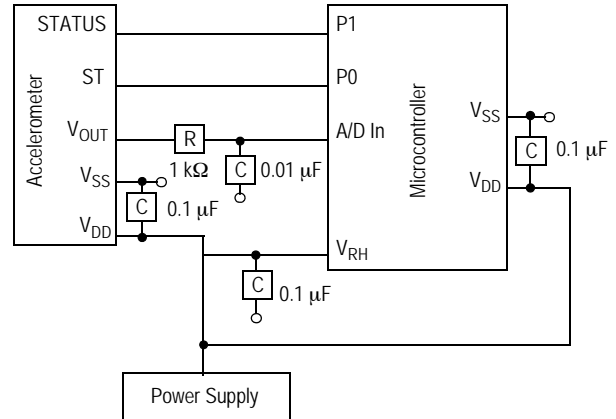 STATUS
ST
VOUT
VSS
VDD
Accelerometer
R
1 kΩ
C
0.01 μF
C
0.1 μF
C
0.1 μF
P1
P0
A/D In
VRH
Microcontroller
VSS
VDD
C
0.1 μF
Power Supply